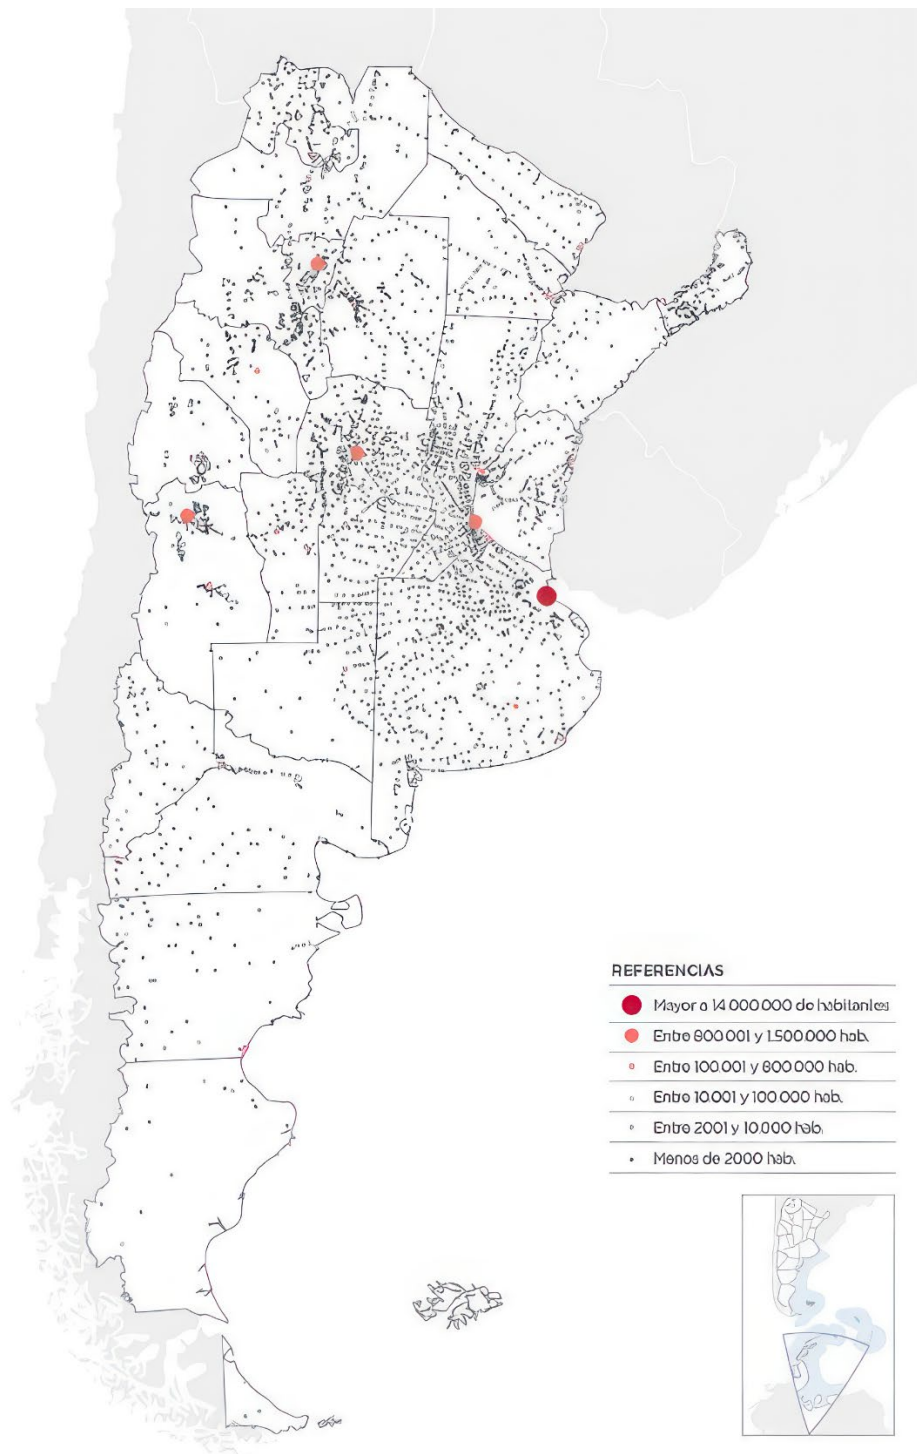 REFERENCIAS
Mayor a 14 000 000 de habitantes
Entre 800.001 y 1.500.000 hab.
Entre 100.001 y 800 000 hab.
Entre 10.001 y 100 000 hab.
Entre 2001 y 10.000 hab.
Menos de 2000 hab.